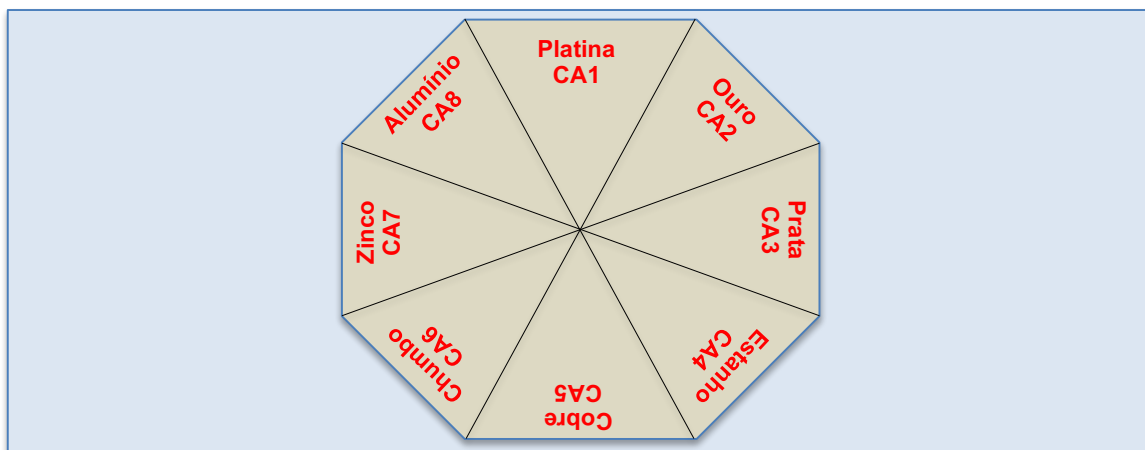 Platina
CA1
Ouro
CA2
Prata
CA3
Estanho
CA4
Cobre
CA5
Chumbo
CA6
Zinco
CA7
Alumínio
CA8